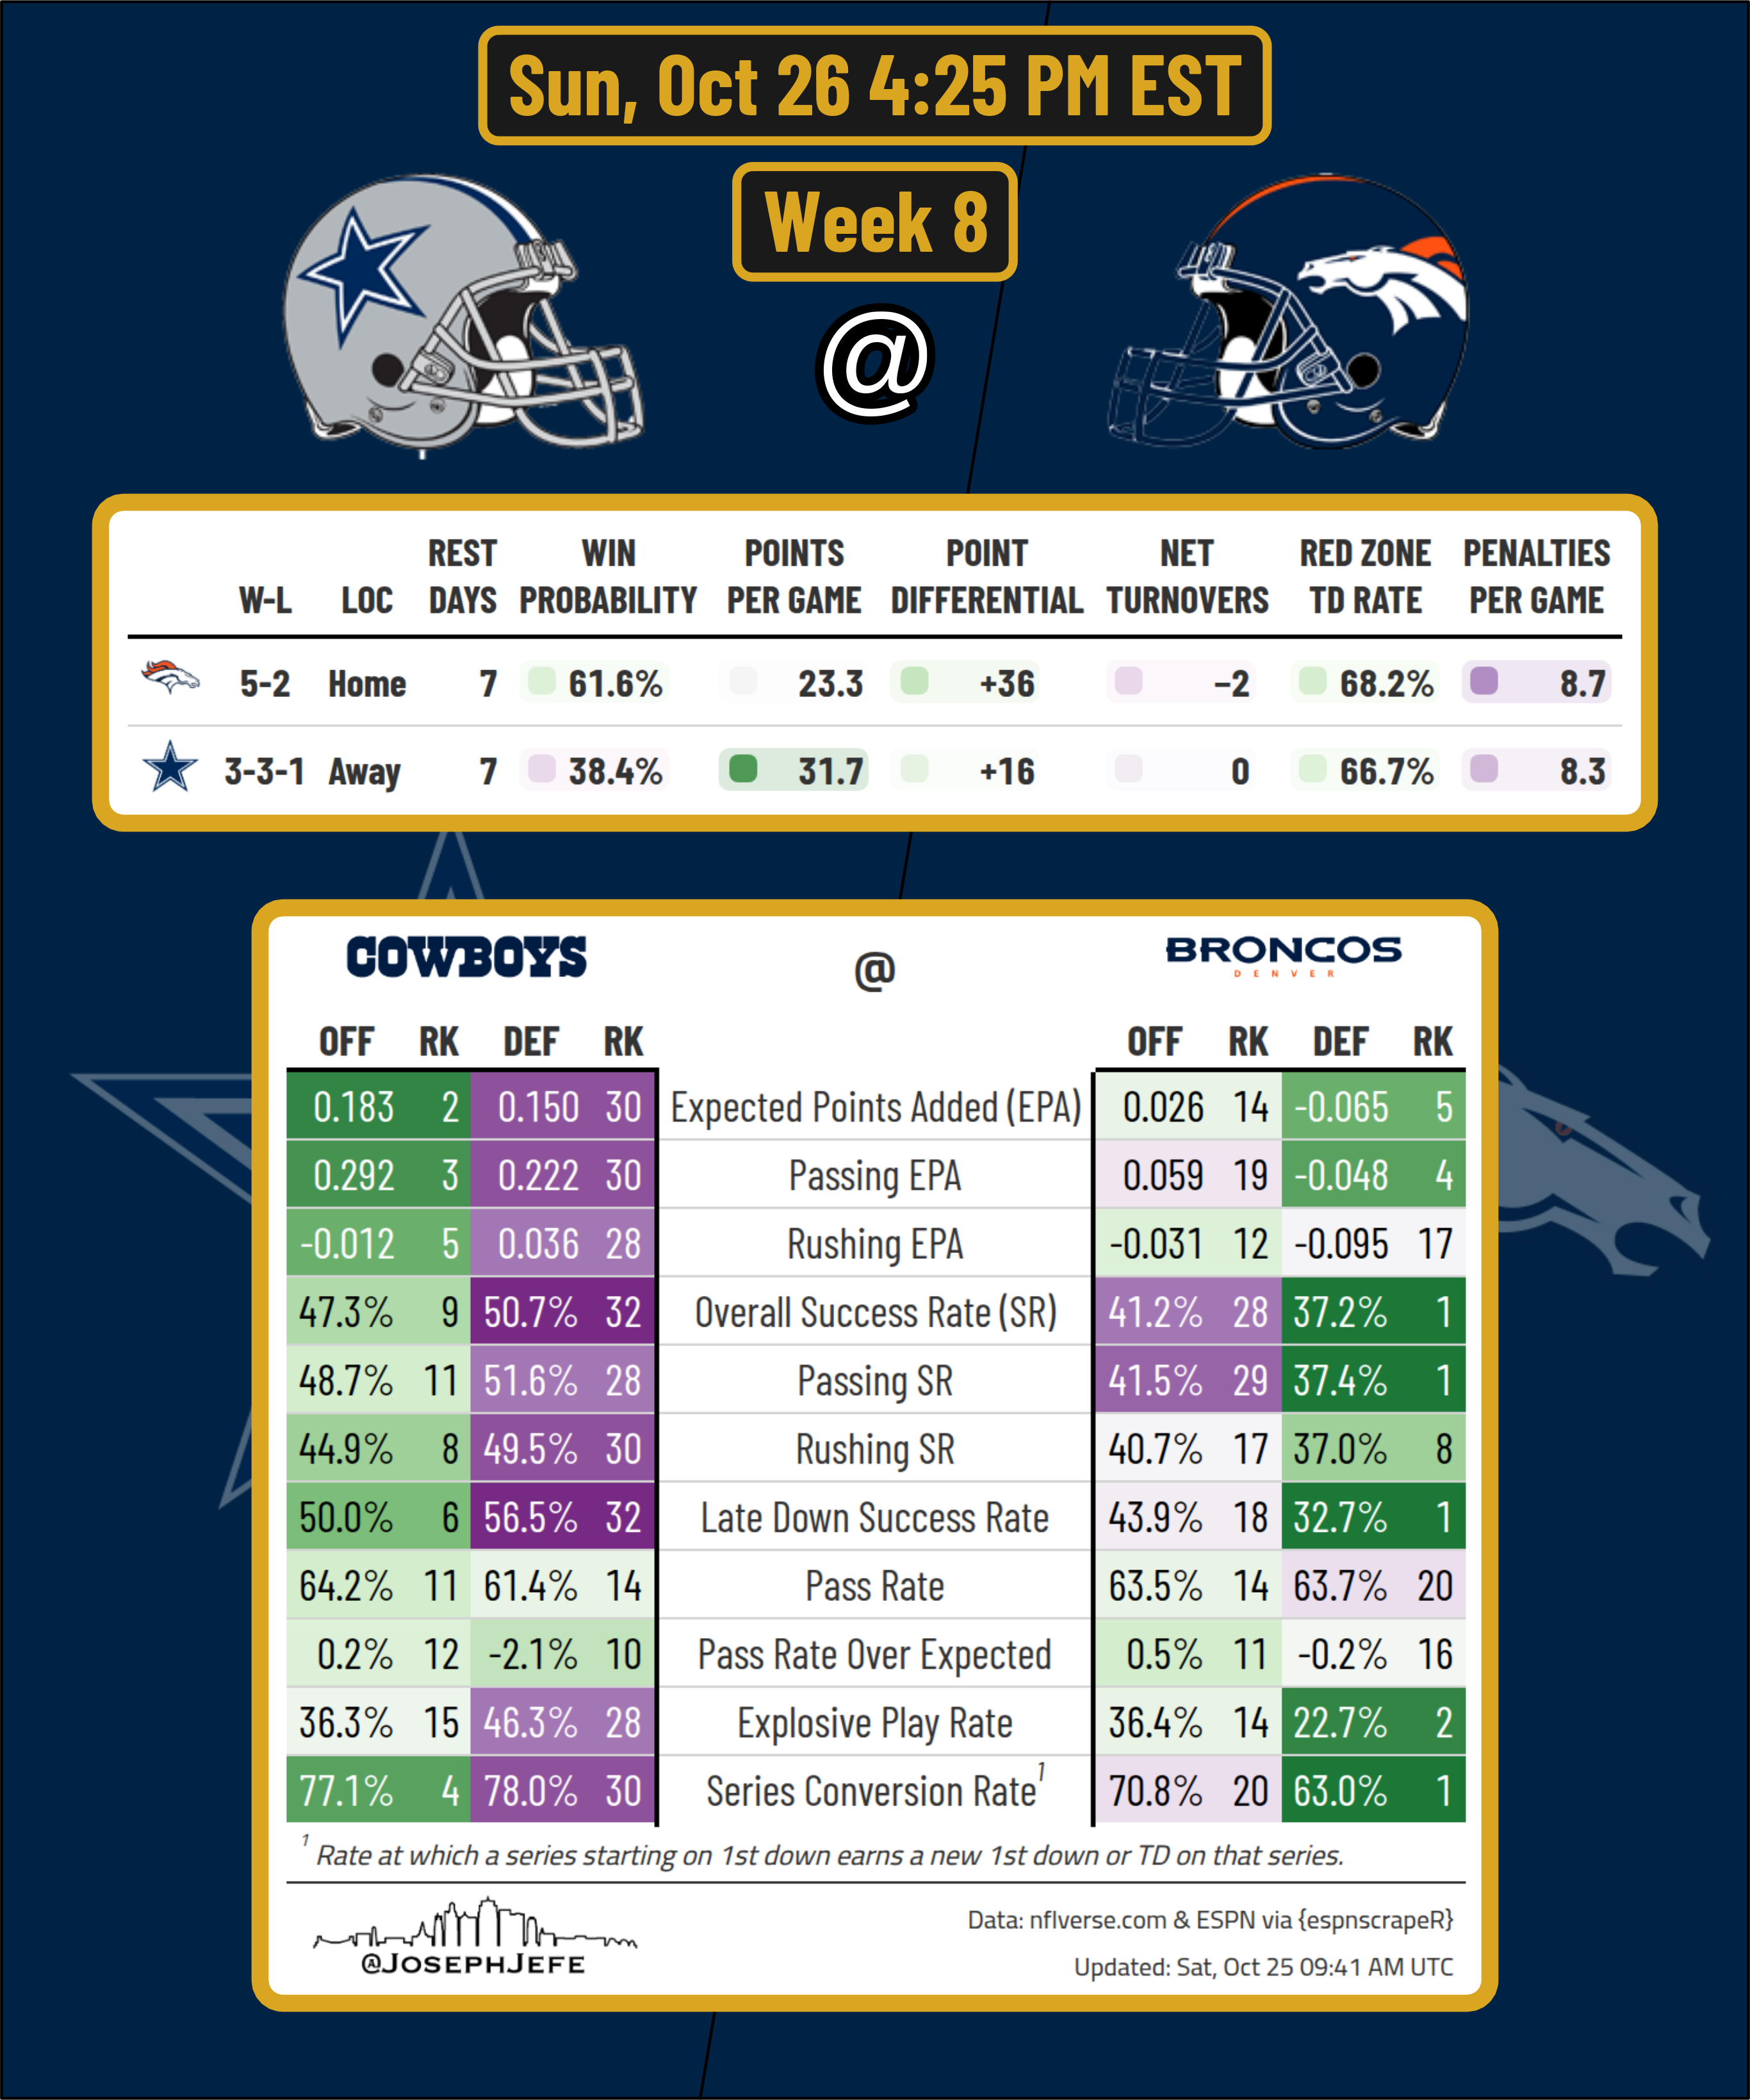 Sun, Oct 26 4:25 PM EST
Week 8
@
REST WIN POINTS POINT NET RED ZONE PENALTIES
W-L LOC DAYS PROBABILITY PER GAME DIFFERENTIAL TURNOVERS TD RATE PER GAME
5-2 Home 7 61.6% 23.3 +36 −2 68.2% 8.7
3-3-1 Away 7 38.4% 31.7 +16 0 66.7% 8.3
COWBOYS @ BRONCOS
DENVER
OFF RK DEF RK OFF RK DEF RK
0.183 2 0.150 30 Expected Points Added (EPA) 0.026 14 -0.065 5
0.292 3 0.222 30 Passing EPA 0.059 19 -0.048 4
-0.012 5 0.036 28 Rushing EPA -0.031 12 -0.095 17
47.3% 9 50.7% 32 Overall Success Rate (SR) 41.2% 28 37.2% 1
48.7% 11 51.6% 28 Passing SR 41.5% 29 37.4% 1
44.9% 8 49.5% 30 Rushing SR 40.7% 17 37.0% 8
50.0% 6 56.5% 32 Late Down Success Rate 43.9% 18 32.7% 1
64.2% 11 61.4% 14 Pass Rate 63.5% 14 63.7% 20
0.2% 12 -2.1% 10 Pass Rate Over Expected 0.5% 11 -0.2% 16
36.3% 15 46.3% 28 Explosive Play Rate 36.4% 14 22.7% 2
77.1% 4 78.0% 30 Series Conversion Rate¹ 70.8% 20 63.0% 1
¹ Rate at which a series starting on 1st down earns a new 1st down or TD on that series.
@JOSEPHJEFE
Data: nflverse.com & ESPN via {espnscrapeR}
Updated: Sat, Oct 25 09:41 AM UTC